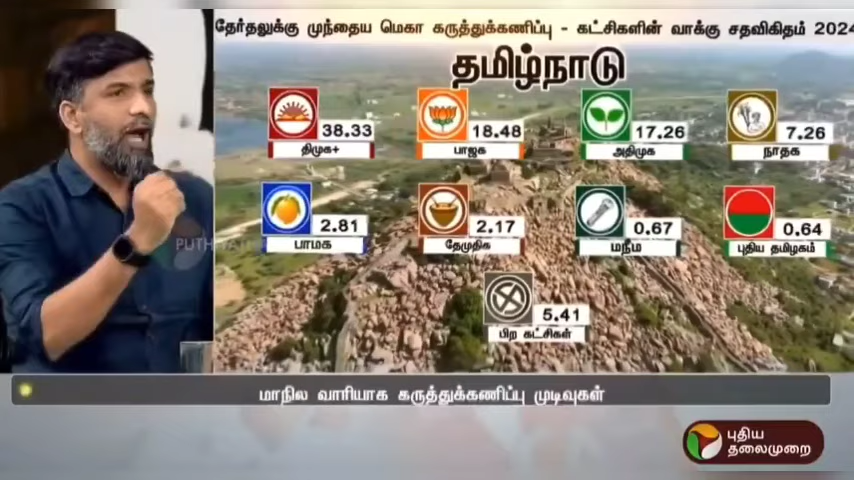 தேர்தலுக்கு முந்தைய மெகா கருத்துக்கணிப்பு - கட்சிகளின் வாக்கு சதவிகிதம் 2024
தமிழ்நாடு
38.33 18.48 17.26 7.26
திமுக+ பாஜக அதிமுக நாதக
2.81 2.17 0.67 0.64
பாமக தேமுதிக மநீம புதிய தமிழகம்
5.41
பிற கட்சிகள்
மாநில வாரியாக கருத்துக்கணிப்பு முடிவுகள்
புதிய
தலைமுறை